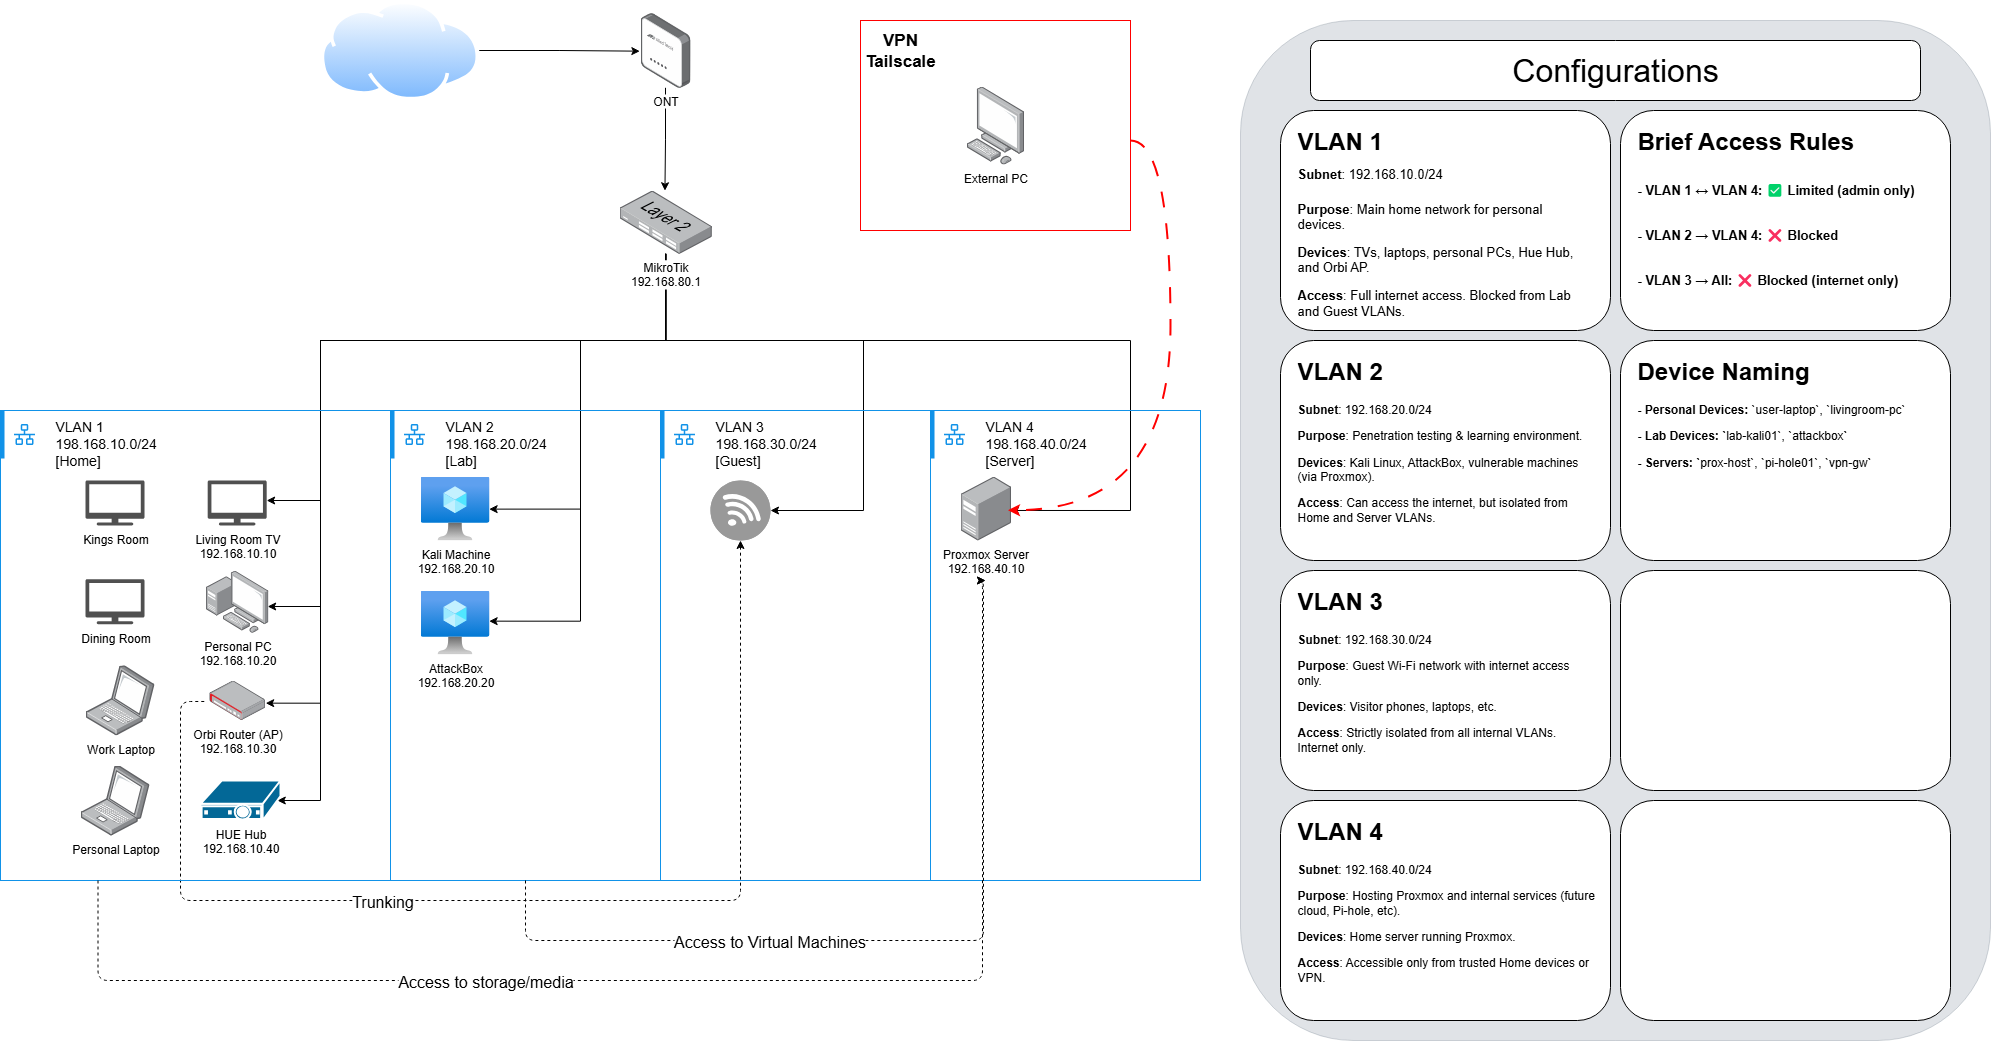 ONT
Layer 2
MikroTik
192.168.80.1
VPN
Tailscale
External PC
VLAN 1
198.168.10.0/24
[Home]
Kings Room
Living Room TV
192.168.10.10
Dining Room
Personal PC
192.168.10.20
Work Laptop
Orbi Router (AP)
192.168.10.30
Personal Laptop
HUE Hub
192.168.10.40
VLAN 2
198.168.20.0/24
[Lab]
Kali Machine
192.168.20.10
AttackBox
192.168.20.20
VLAN 3
198.168.30.0/24
[Guest]
VLAN 4
198.168.40.0/24
[Server]
Proxmox Server
192.168.40.10
Trunking
Access to Virtual Machines
Access to storage/media
Configurations
VLAN 1
Subnet: 192.168.10.0/24
Purpose: Main home network for personal
devices.
Devices: TVs, laptops, personal PCs, Hue Hub,
and Orbi AP.
Access: Full internet access. Blocked from Lab
and Guest VLANs.
Brief Access Rules
- VLAN 1 ↔ VLAN 4: ✅ Limited (admin only)
- VLAN 2 → VLAN 4: ❌ Blocked
- VLAN 3 → All: ❌ Blocked (internet only)
VLAN 2
Subnet: 192.168.20.0/24
Purpose: Penetration testing & learning environment.
Devices: Kali Linux, AttackBox, vulnerable machines
(via Proxmox).
Access: Can access the internet, but isolated from
Home and Server VLANs.
Device Naming
- Personal Devices: `user-laptop`, `livingroom-pc`
- Lab Devices: `lab-kali01`, `attackbox`
- Servers: `prox-host`, `pi-hole01`, `vpn-gw`
VLAN 3
Subnet: 192.168.30.0/24
Purpose: Guest Wi-Fi network with internet access
only.
Devices: Visitor phones, laptops, etc.
Access: Strictly isolated from all internal VLANs.
Internet only.
VLAN 4
Subnet: 192.168.40.0/24
Purpose: Hosting Proxmox and internal services (future
cloud, Pi-hole, etc).
Devices: Home server running Proxmox.
Access: Accessible only from trusted Home devices or
VPN.